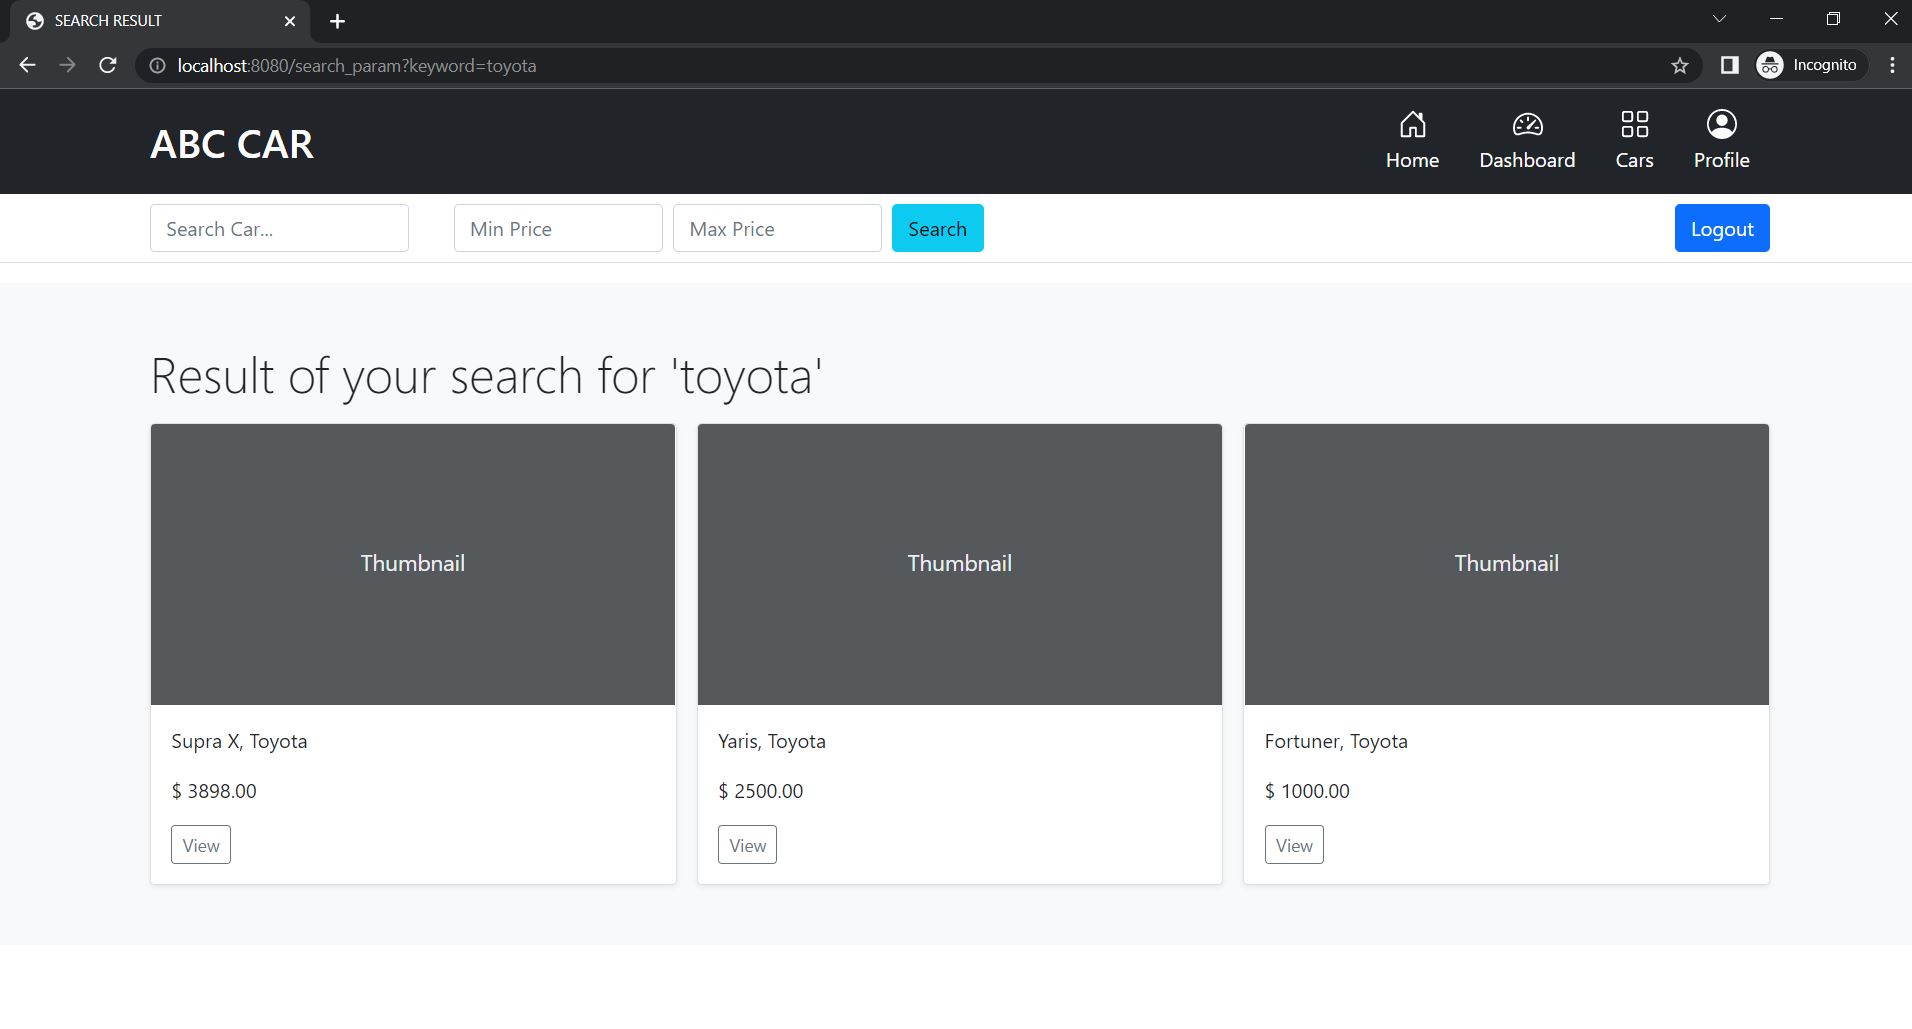 SEARCH RESULT
localhost:8080/search_param?keyword=toyota
Incognito
ABC CAR
Home Dashboard Cars Profile
Search Car... Min Price Max Price Search Logout
Result of your search for 'toyota'
Thumbnail Thumbnail Thumbnail
Supra X, Toyota Yaris, Toyota Fortuner, Toyota
$ 3898.00 $ 2500.00 $ 1000.00
View View View